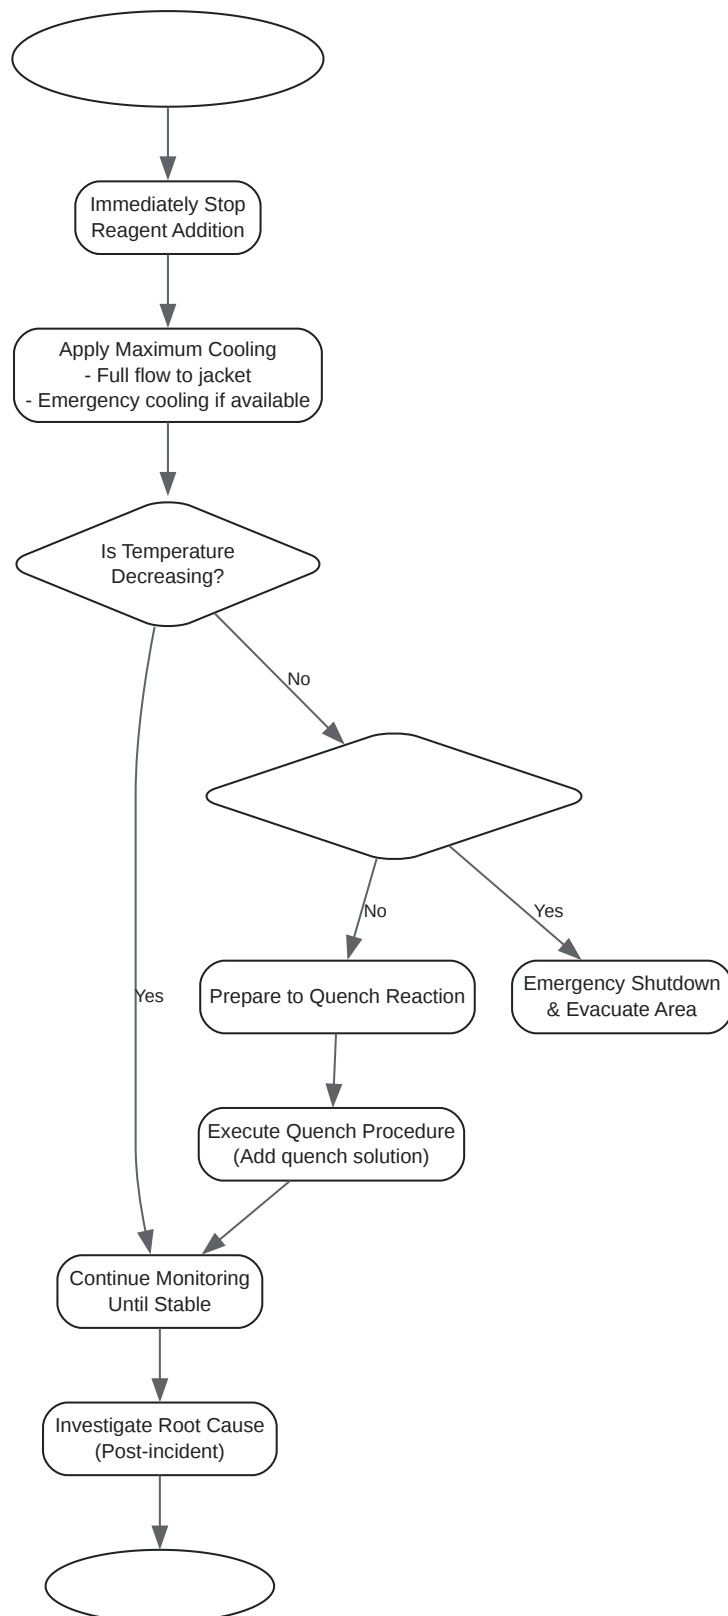 Immediately Stop
Reagent Addition
Apply Maximum Cooling
- Full flow to jacket
- Emergency cooling if available
Is Temperature
Decreasing?
No
No
Yes
Yes
Prepare to Quench Reaction
Emergency Shutdown
& Evacuate Area
Execute Quench Procedure
(Add quench solution)
Continue Monitoring
Until Stable
Investigate Root Cause
(Post-incident)